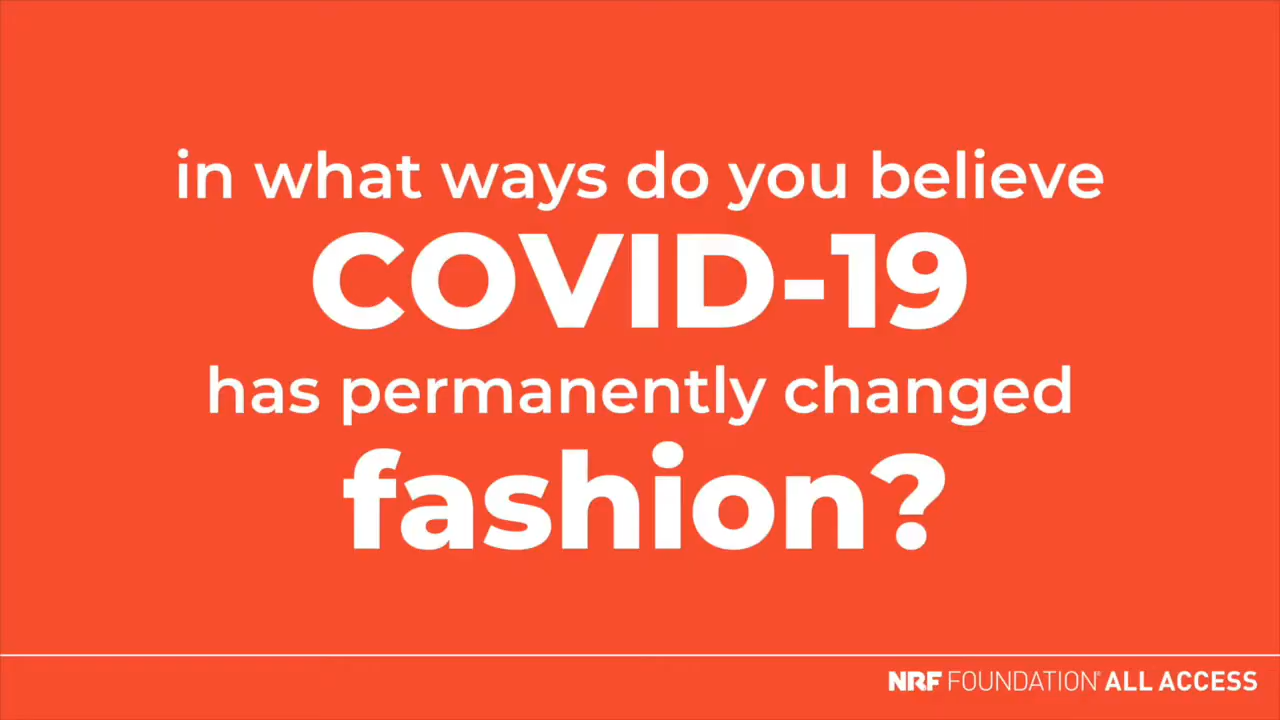 in what ways do you believe
COVID-19
has permanently changed
fashion?
NRF FOUNDATION® ALL ACCESS